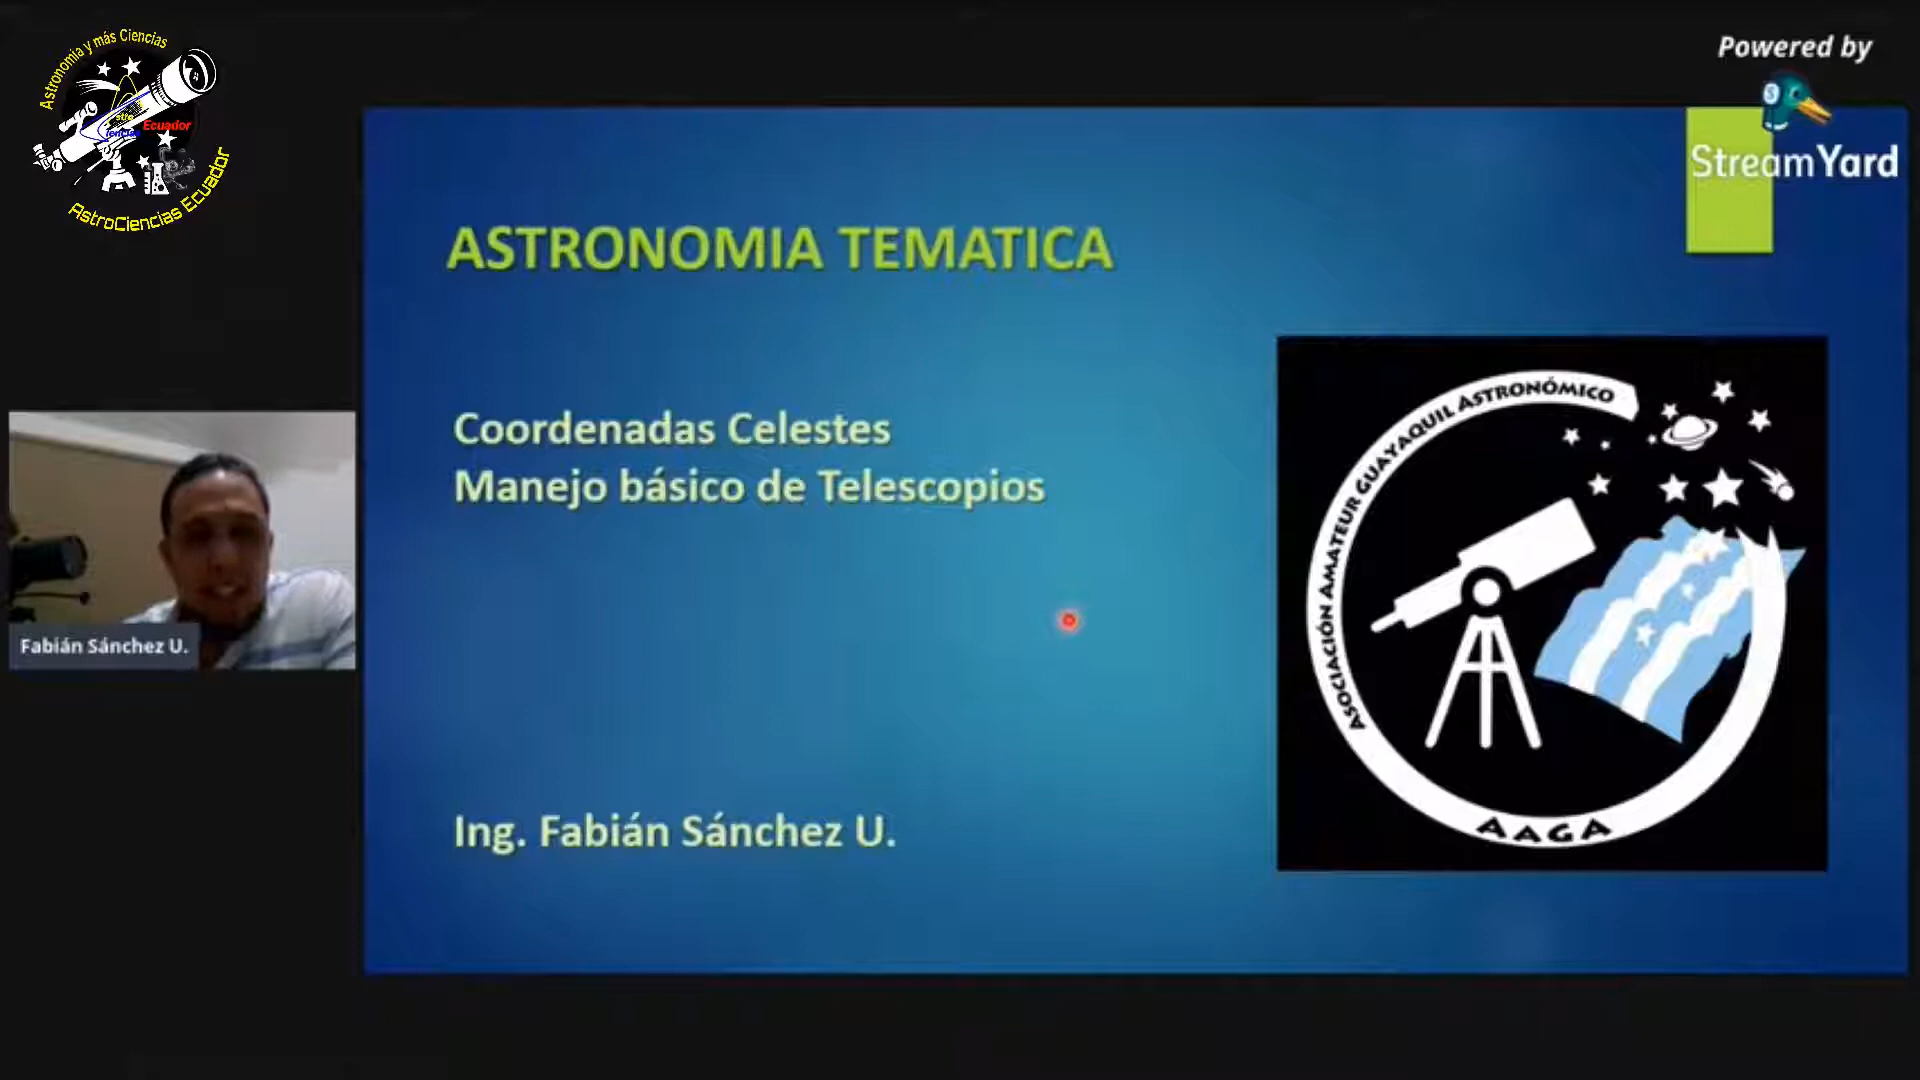 Astronomía y más Ciencias
Ecuador
AstroCiencias Ecuador
Powered by
StreamYard
ASTRONOMIA TEMATICA
Coordenadas Celestes
Manejo básico de Telescopios
ASOCIACIÓN AMATEUR GUAYAQUIL ASTRONÓMICO
AAGA
Fabián Sánchez U.
Ing. Fabián Sánchez U.